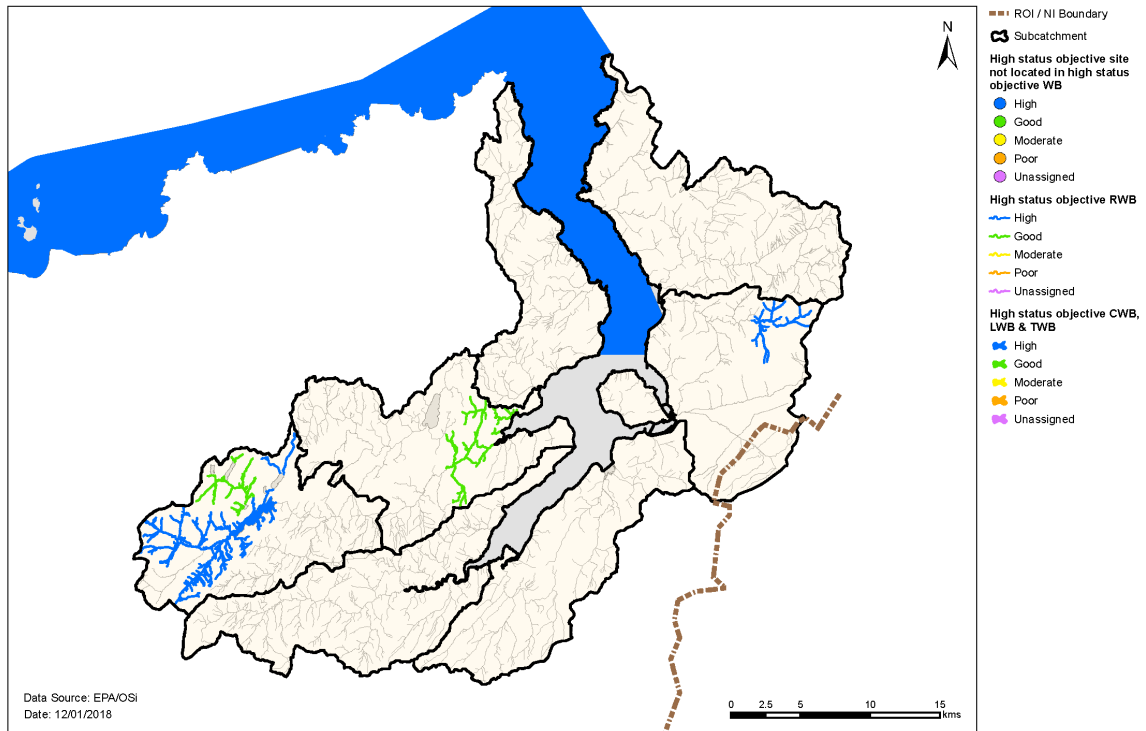 N
Data Source: EPA/OSi
Date: 12/01/2018
0 2.5 5 10 15
kms
ROI / NI Boundary
Subcatchment
High status objective site
not located in high status
objective WB
High
Good
Moderate
Poor
Unassigned
High status objective RWB
High
Good
Moderate
Poor
Unassigned
High status objective CWB,
LWB & TWB
High
Good
Moderate
Poor
Unassigned